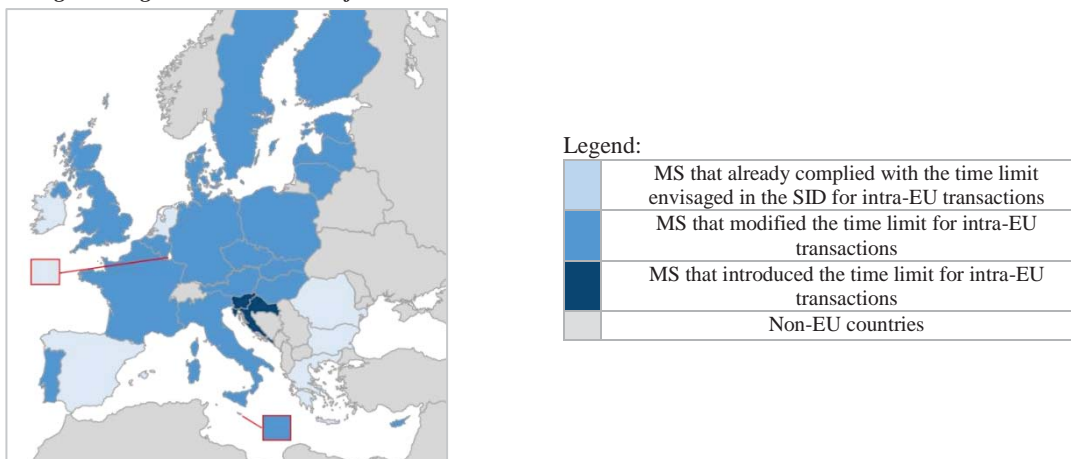 Legend:
MS that already complied with the time limit
envisaged in the SID for intra-EU transactions
MS that modified the time limit for intra-EU
transactions
MS that introduced the time limit for intra-EU
transactions
Non-EU countries